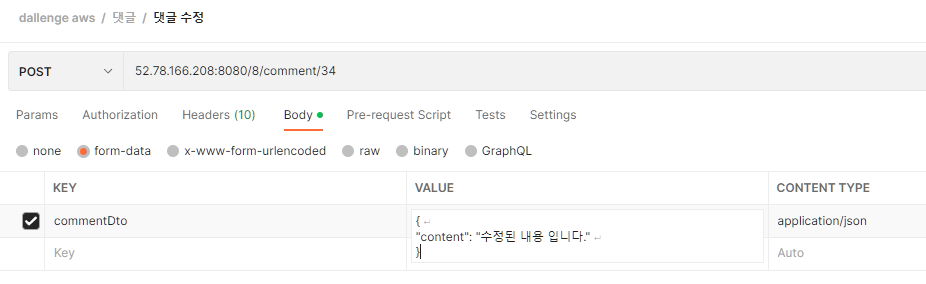 dallenge aws / 댓글 / 댓글 수정
POST 52.78.166.208:8080/8/comment/34
Params Authorization Headers (10) Body Pre-request Script Tests Settings
none form-data x-www-form-urlencoded raw binary GraphQL
KEY VALUE CONTENT TYPE
commentDto { ↵ application/json
"content": "수정된 내용 입니다." ↵
}
Key Auto